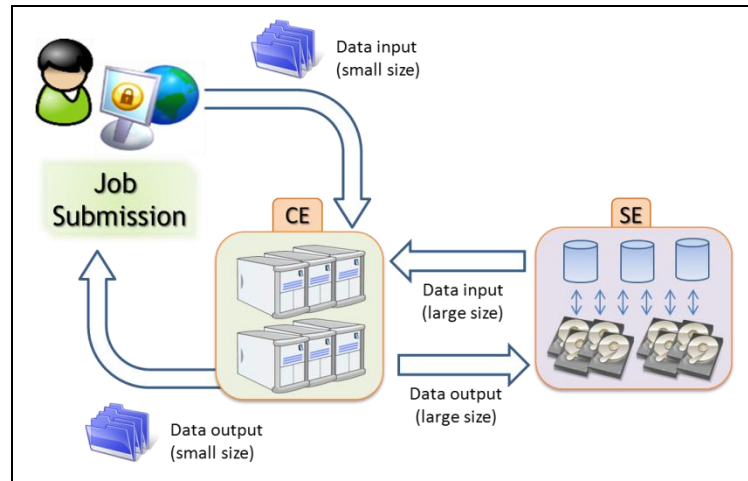 Data input
(small size)
Job
Submission
CE
SE
Data input
(large size)
Data output
(large size)
Data output
(small size)